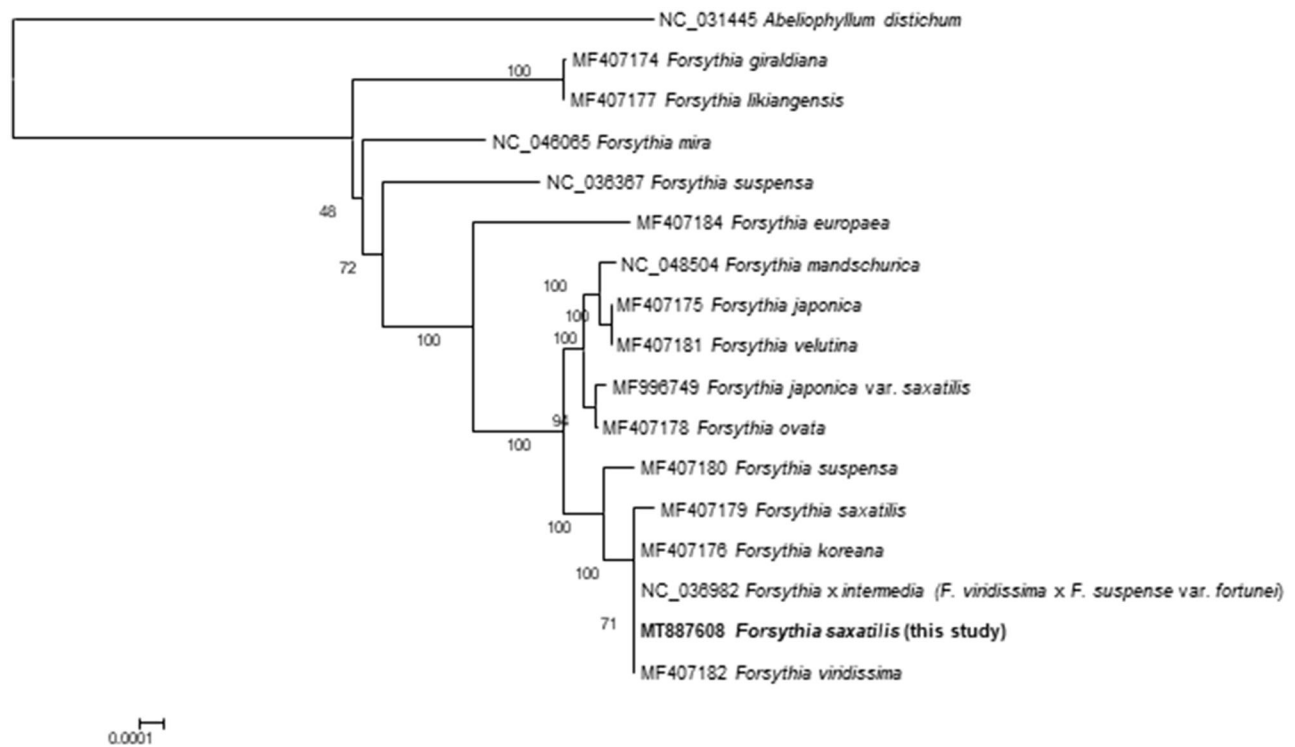 NC_031445 Abeliophyllum distichum
MF407174 Forsythia giraldiana
100
MF407177 Forsythia likiangensis
NC_046065 Forsythia mira
NC_036367 Forsythia suspensa
48
MF407184 Forsythia europaea
72
NC_048504 Forsythia mandschurica
100
MF407175 Forsythia japonica
100
100
MF407181 Forsythia velutina
100
MF996749 Forsythia japonica var. saxatilis
94
MF407178 Forsythia ovata
100
MF407180 Forsythia suspensa
MF407179 Forsythia saxatilis
100
MF407176 Forsythia koreana
100
NC_036982 Forsythia x intermedia (F. viridissima x F. suspense var. fortunei)
71
MT887608 Forsythia saxatilis (this study)
MF407182 Forsythia viridissima
0.0001